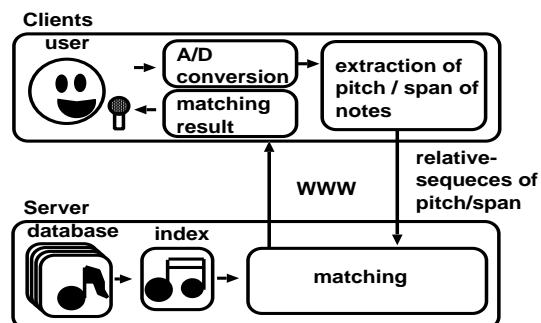 Clients
user
A/D
conversion
matching
result
extraction of
pitch / span of
notes
WWW
relative-
sequeces of
pitch/span
Server
database
index
matching